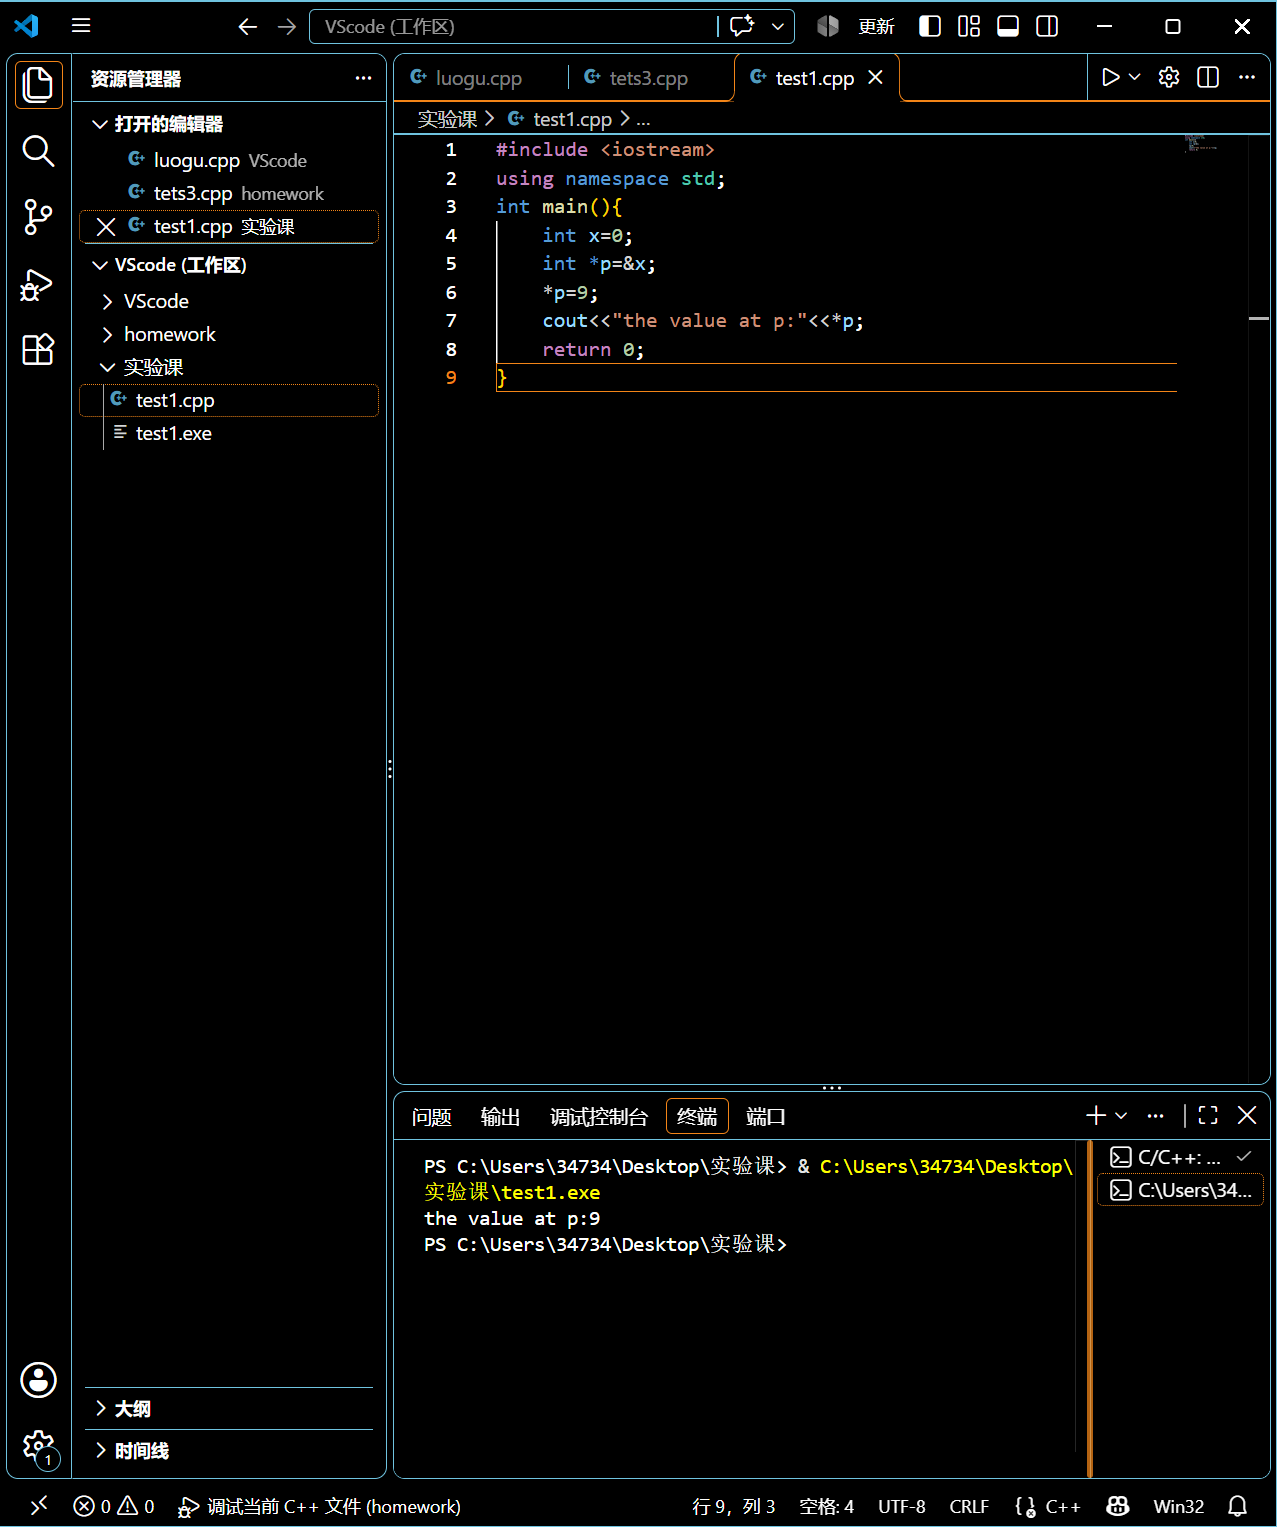 VScode (工作区)
更新
资源管理器
打开的编辑器
luogu.cpp VScode
tets3.cpp homework
test1.cpp 实验课
VScode (工作区)
VScode
homework
实验课
test1.cpp
test1.exe
大纲
时间线
luogu.cpp
tets3.cpp
test1.cpp
实验课 > test1.cpp > ...
1 #include <iostream>
2 using namespace std;
3 int main(){
4 int x=0;
5 int *p=&x;
6 *p=9;
7 cout<<"the value at p:"<<*p;
8 return 0;
9 }
问题 输出 调试控制台 终端 端口
PS C:\Users\34734\Desktop\实验课> & C:\Users\34734\Desktop\
实验课\test1.exe
the value at p:9
PS C:\Users\34734\Desktop\实验课>
C/C++: ...
C:\Users\34...
1
0 0 调试当前 C++ 文件 (homework) 行 9，列 3 空格: 4 UTF-8 CRLF {} C++ Win32